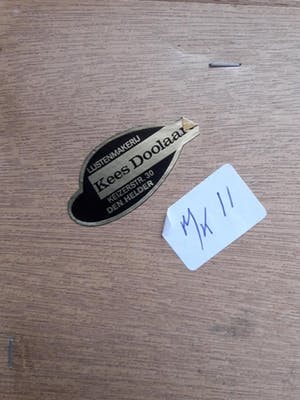 LIJSTENMAKERIJ
Kees Doolaar
KEIZERSTR. 30
DEN HELDER
M/K 11